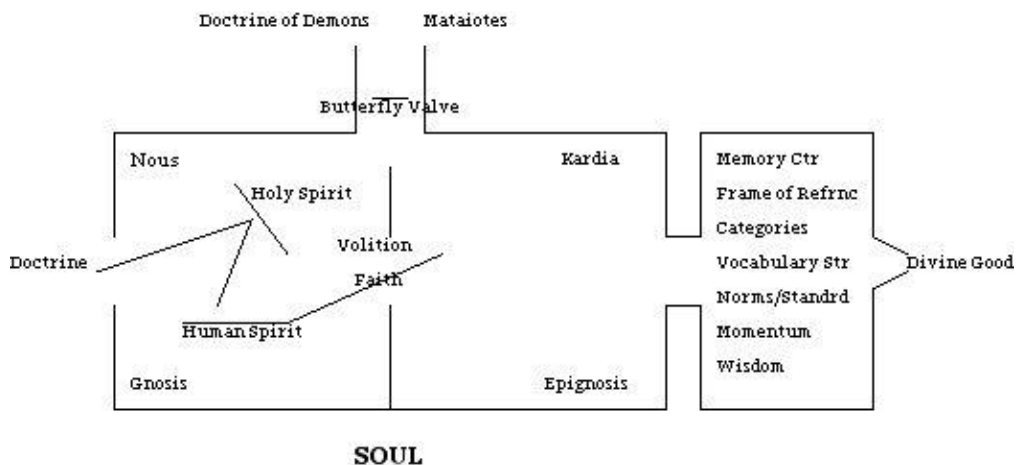 Doctrine of Demons
Mataiotes
Butterfly Valve
Nous
Kardia
Memory Ctr
Holy Spirit
Frame of Refrnc
Categories
Volition
Doctrine
Vocabulary Str
Divine Good
Faith
Norms/Standrd
Human Spirit
Momentum
Wisdom
Gnosis
Epignosis
SOUL